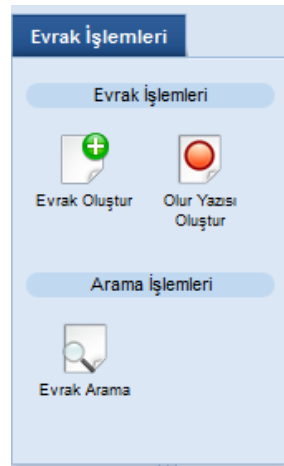 Evrak İşlemleri
Evrak İşlemleri
Evrak Oluştur
Olur Yazısı
Oluştur
Arama İşlemleri
Evrak Arama